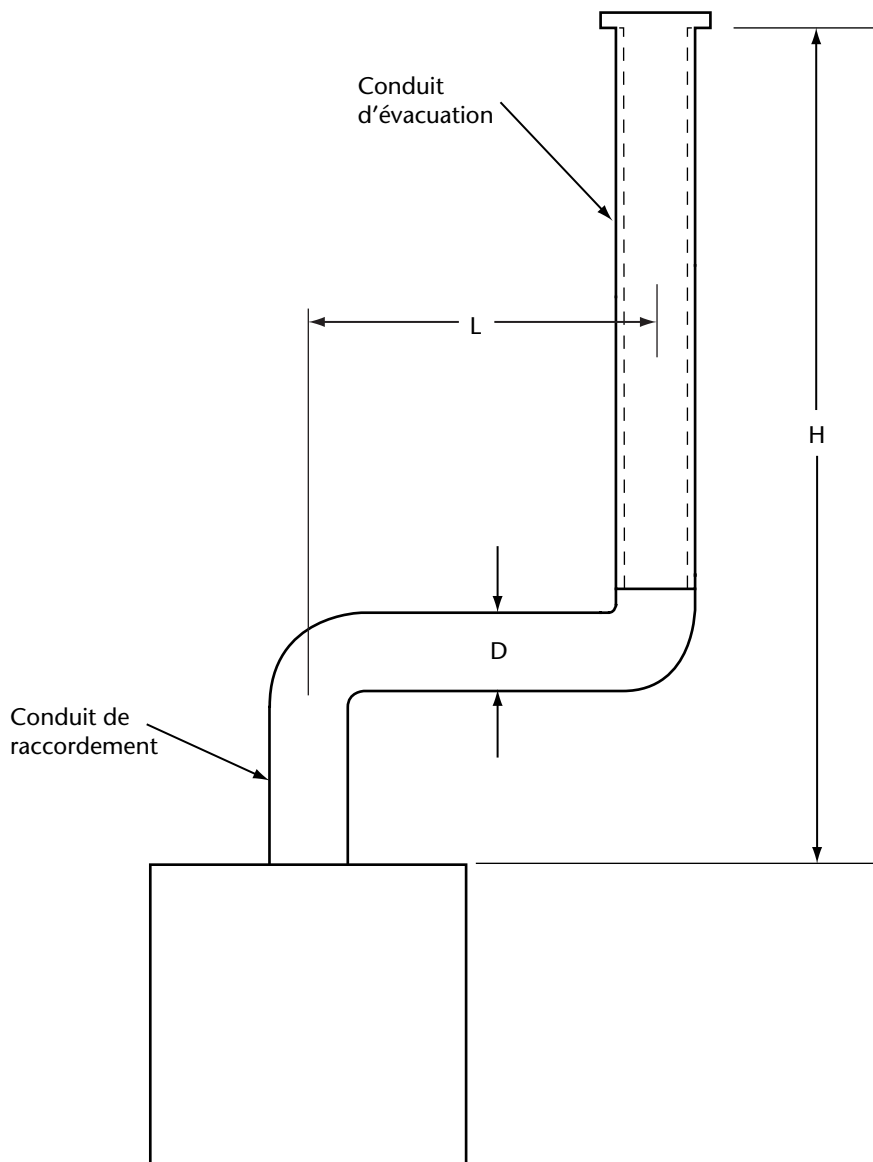 Conduit
d’évacuation
L
H
D
Conduit de
raccordement